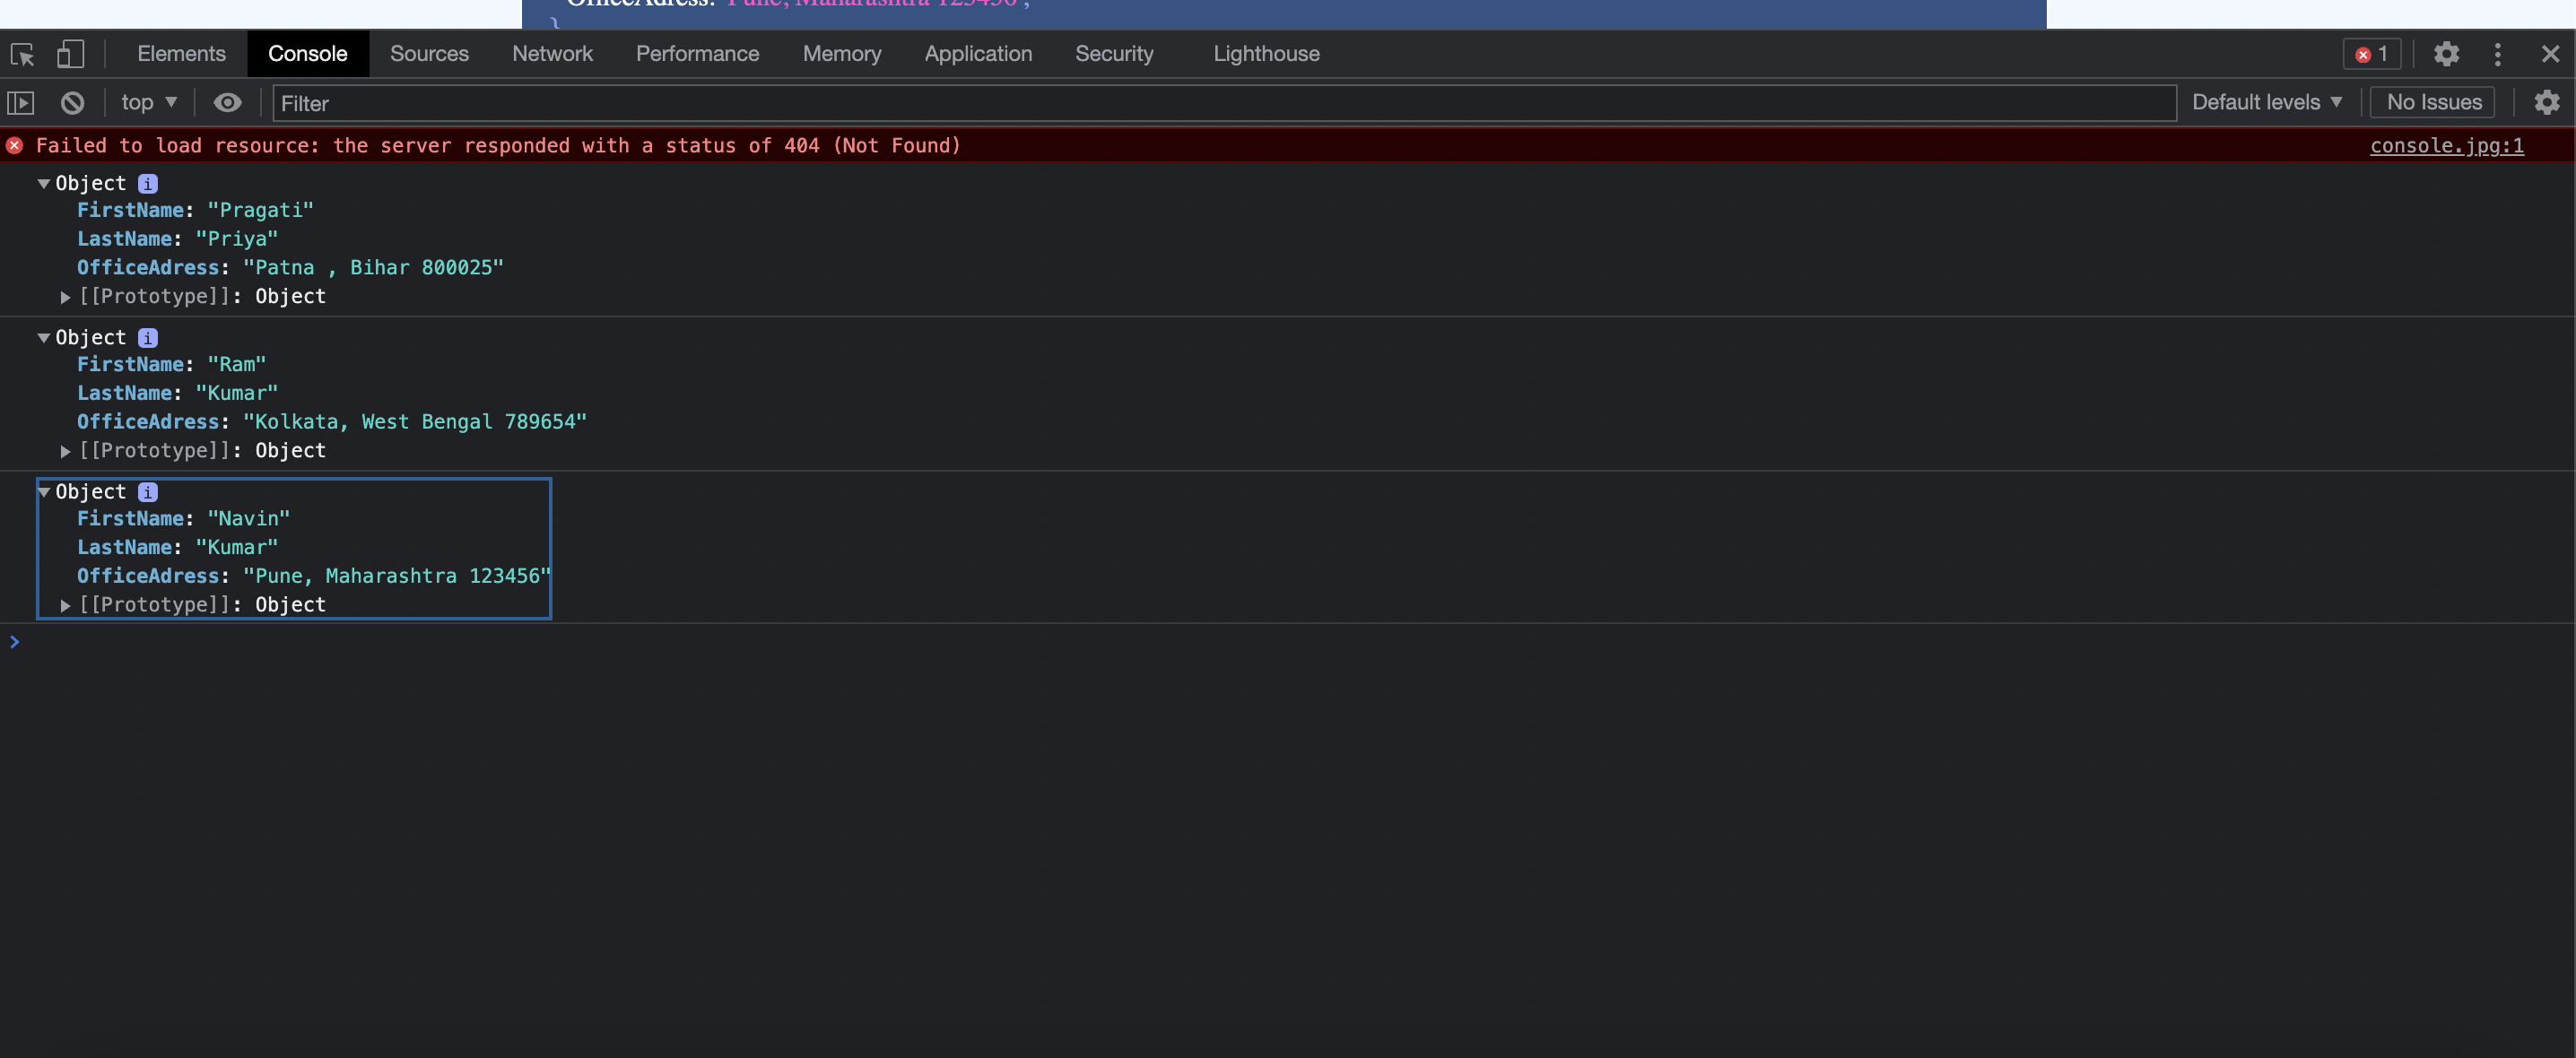 OfficeAdress: 'Pune, Maharashtra 123456',
}
Elements Console Sources Network Performance Memory Application Security Lighthouse 1
top Filter Default levels No Issues
Failed to load resource: the server responded with a status of 404 (Not Found) console.jpg:1
Object i
FirstName: "Pragati"
LastName: "Priya"
OfficeAdress: "Patna , Bihar 800025"
[[Prototype]]: Object
Object i
FirstName: "Ram"
LastName: "Kumar"
OfficeAdress: "Kolkata, West Bengal 789654"
[[Prototype]]: Object
Object i
FirstName: "Navin"
LastName: "Kumar"
OfficeAdress: "Pune, Maharashtra 123456"
[[Prototype]]: Object